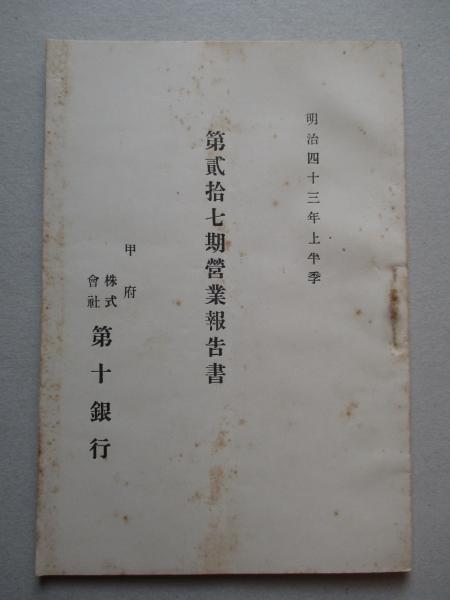 明治四十三年上半季
第貳拾七期營業報告書
甲府
株式會社第十銀行